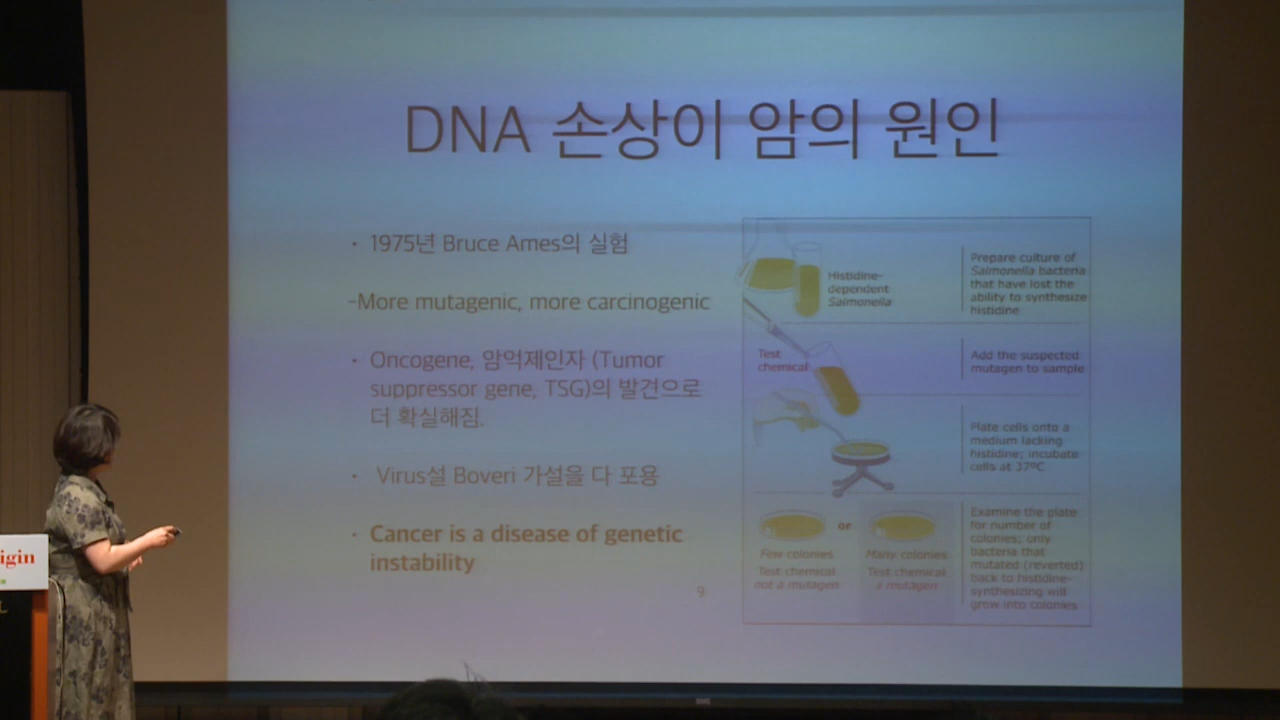 DNA 손상이 암의 원인
· 1975년 Bruce Ames의 실험
-More mutagenic, more carcinogenic
· Oncogene, 암억제인자 (Tumor
suppressor gene, TSG)의 발견으로
더 확실해짐.
· Virus설 Boveri 가설을 다 포용
· Cancer is a disease of genetic
instability
9
Histidine-
dependent
Salmonella
Prepare culture of
Salmonella bacteria
that have lost the
ability to synthesize
histidine
Test
chemical
Add the suspected
mutagen to sample
Plate cells onto a
medium lacking
histidine; incubate
cells at 37ºC
or
Few colonies
Test chemical
not a mutagen
Many colonies
Test chemical
a mutagen
Examine the plate
for number of
colonies; only
bacteria that
mutated (reverted)
back to histidine-
synthesizing will
grow into colonies
igin
L